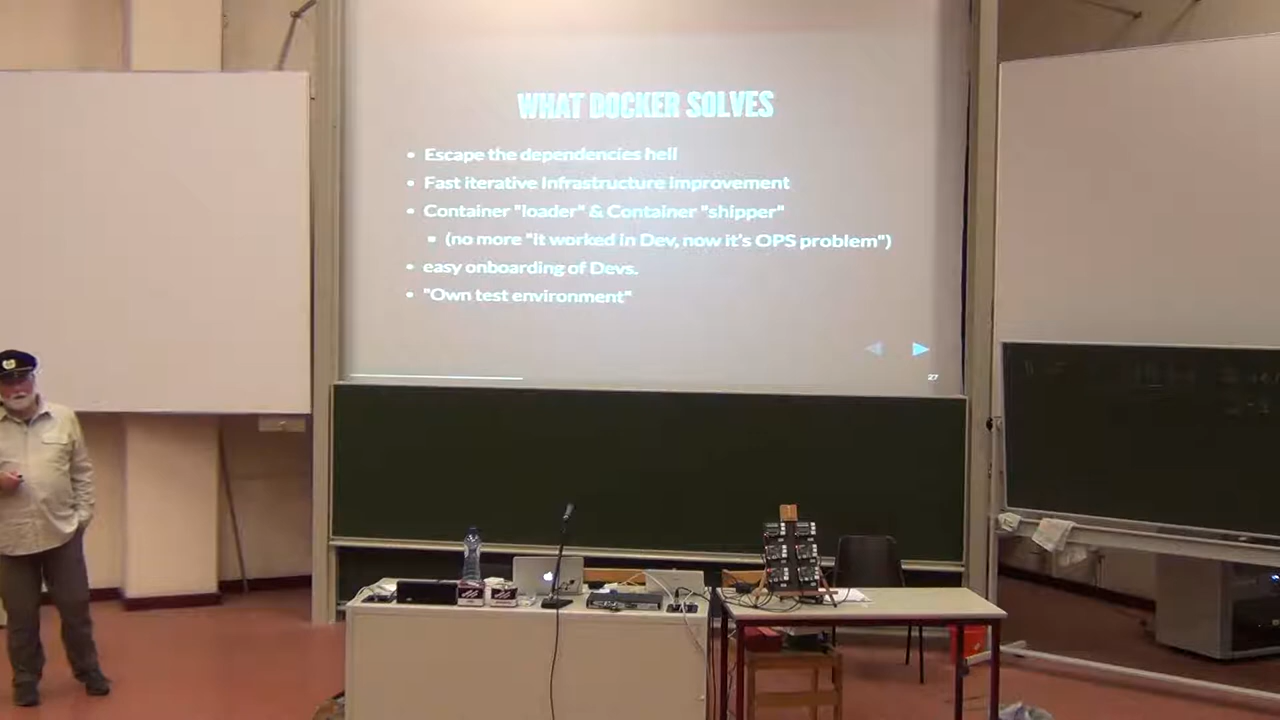 WHAT DOCKER SOLVES
• Escape the dependencies hell
• Fast iterative Infrastructure improvement
• Container "loader" & Container "shipper"
▪ (no more "It worked in Dev, now it's OPS problem")
• easy onboarding of Devs.
• "Own test environment"
27